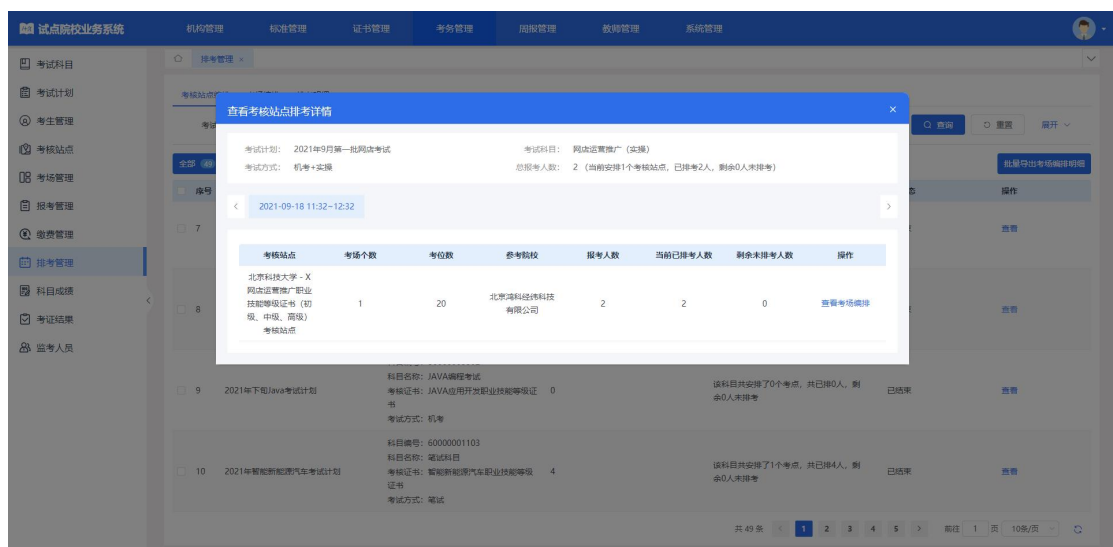 试点院校业务系统 机构管理 标准管理 证书管理 考务管理 周报管理 教师管理 系统管理
考试科目
考试计划
考生管理
考核站点
考场管理
报考管理
缴费管理
排考管理
科目成绩
考证结果
监考人员
排考管理 ×
考核站点
查看考核站点排考详情 ×
查询 重置 展开
考试计划: 2021年9月第一批网店考试 考试科目: 网店运营推广（实操）
考试方式: 机考+实操 总报考人数: 2（当前安排1个考核站点，已排考2人，剩余0人未排考）
全部 49 批量导出考场编排明细
序号 操作
< 2021-09-18 11:32~12:32 >
7 查看
考核站点 考场个数 考位数 参考院校 报考人数 当前已排考人数 剩余未排考人数 操作
北京科技大学 - X
网店运营推广职业
技能等级证书（初
级、中级、高级）
考核站点
1 20 北京鸿科经纬科技
有限公司
2 2 0 查看考场编排
8 查看
科目名称: JAVA编程考试
9 2021年下旬Java考试计划 考核证书: JAVA应用开发职业技能等级证 0 该科目共安排了0个考点，共已排0人，剩 已结束 查看
书 余0人未排考
考试方式: 机考
科目编号: 60000001103
科目名称: 笔试科目
10 2021年智能新能源汽车考试计划 考核证书: 智能新能源汽车职业技能等级 4 该科目共安排了1个考点，共已排4人，剩 已结束 查看
证书 余0人未排考
考试方式: 笔试
共 49 条 < 1 2 3 4 5 > 前往 1 页 10条/页